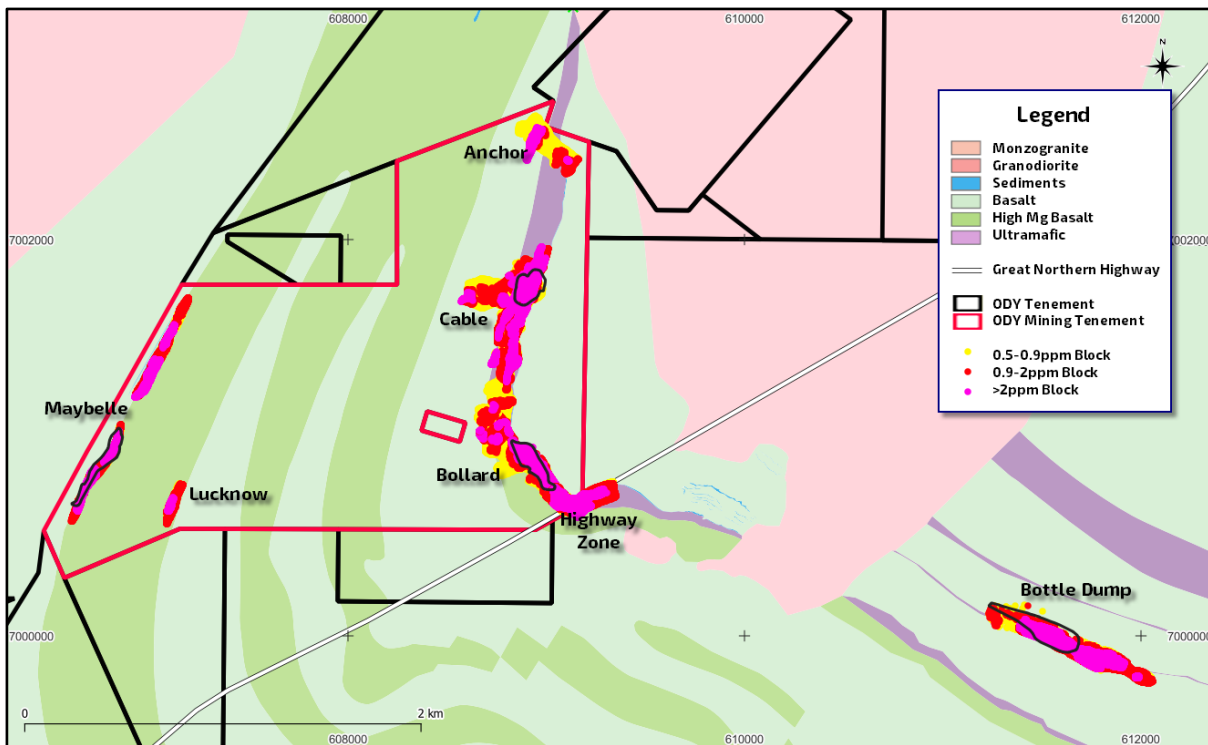 608000
610000
612000
N
Legend
Monzogranite
Granodiorite
Sediments
Basalt
High Mg Basalt
Ultramafic
Great Northern Highway
ODY Tenement
ODY Mining Tenement
0.5-0.9ppm Block
0.9-2ppm Block
>2ppm Block
Anchor
7002000
7002000
Cable
Maybelle
Bollard
Lucknow
Highway
Zone
Bottle Dump
7000000
7000000
0
2 km
608000
610000
612000